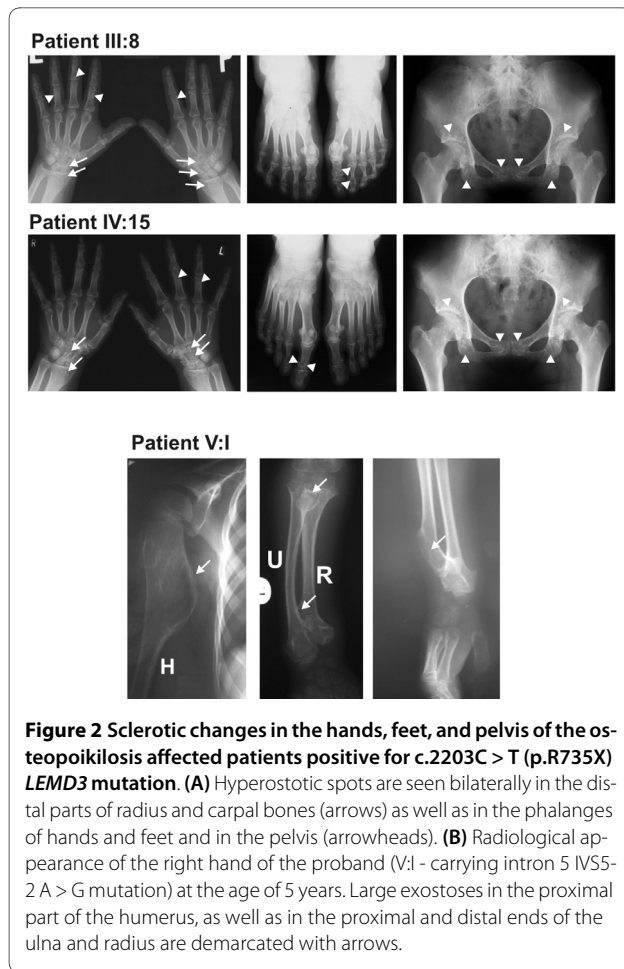 Patient III:8
P
Patient IV:15
R
L
Patient V:I
H
U
R
Figure 2 Sclerotic changes in the hands, feet, and pelvis of the os-
teopoikilosis affected patients positive for c.2203C > T (p.R735X)
LEMD3 mutation. (A) Hyperostotic spots are seen bilaterally in the dis-
tal parts of radius and carpal bones (arrows) as well as in the phalanges
of hands and feet and in the pelvis (arrowheads). (B) Radiological ap-
pearance of the right hand of the proband (V:I - carrying intron 5 IVS5-
2 A > G mutation) at the age of 5 years. Large exostoses in the proximal
part of the humerus, as well as in the proximal and distal ends of the
ulna and radius are demarcated with arrows.